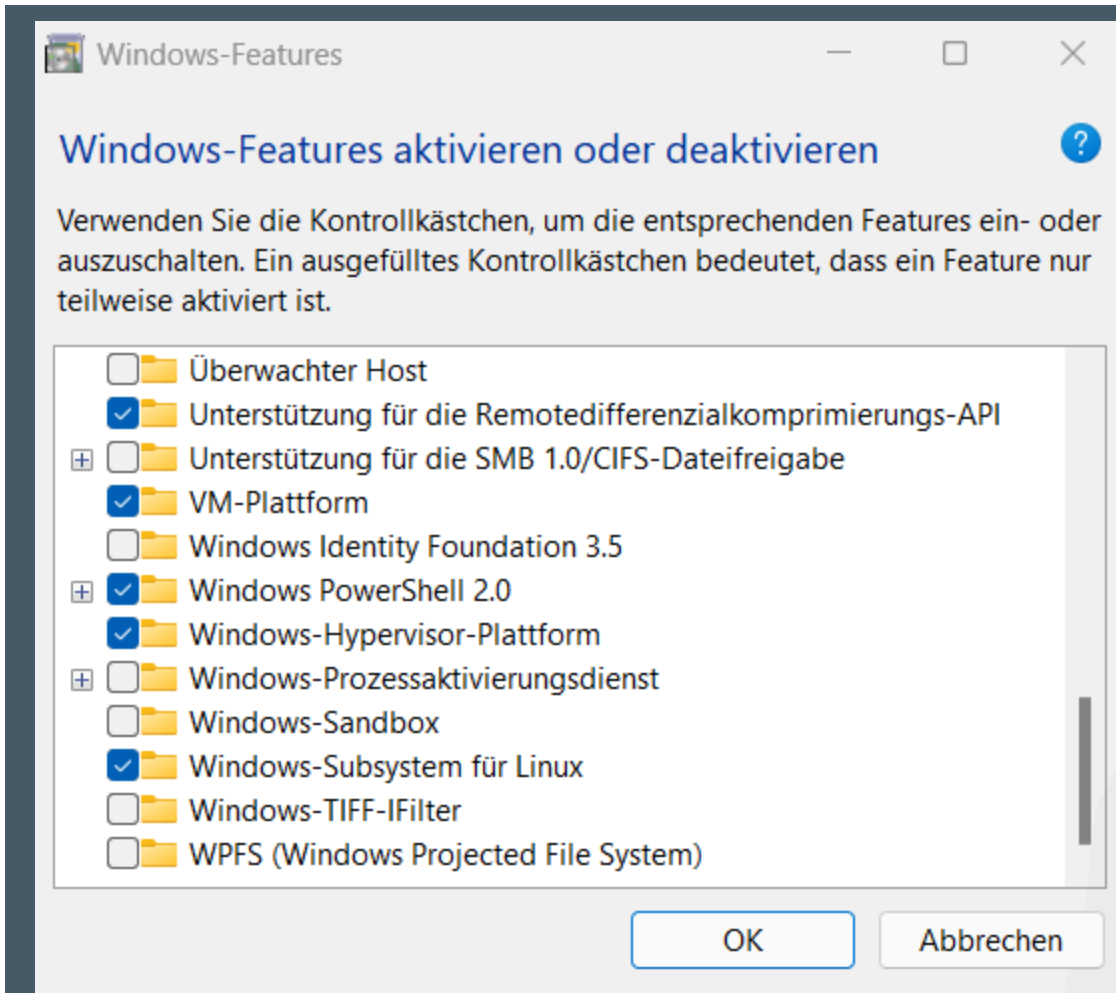 Windows-Features
Windows-Features aktivieren oder deaktivieren
?
Verwenden Sie die Kontrollkästchen, um die entsprechenden Features ein- oder
auszuschalten. Ein ausgefülltes Kontrollkästchen bedeutet, dass ein Feature nur
teilweise aktiviert ist.
Überwachter Host
Unterstützung für die Remotedifferenzialkomprimierungs-API
Unterstützung für die SMB 1.0/CIFS-Dateifreigabe
VM-Plattform
Windows Identity Foundation 3.5
Windows PowerShell 2.0
Windows-Hypervisor-Plattform
Windows-Prozessaktivierungsdienst
Windows-Sandbox
Windows-Subsystem für Linux
Windows-TIFF-IFilter
WPFS (Windows Projected File System)
OK
Abbrechen